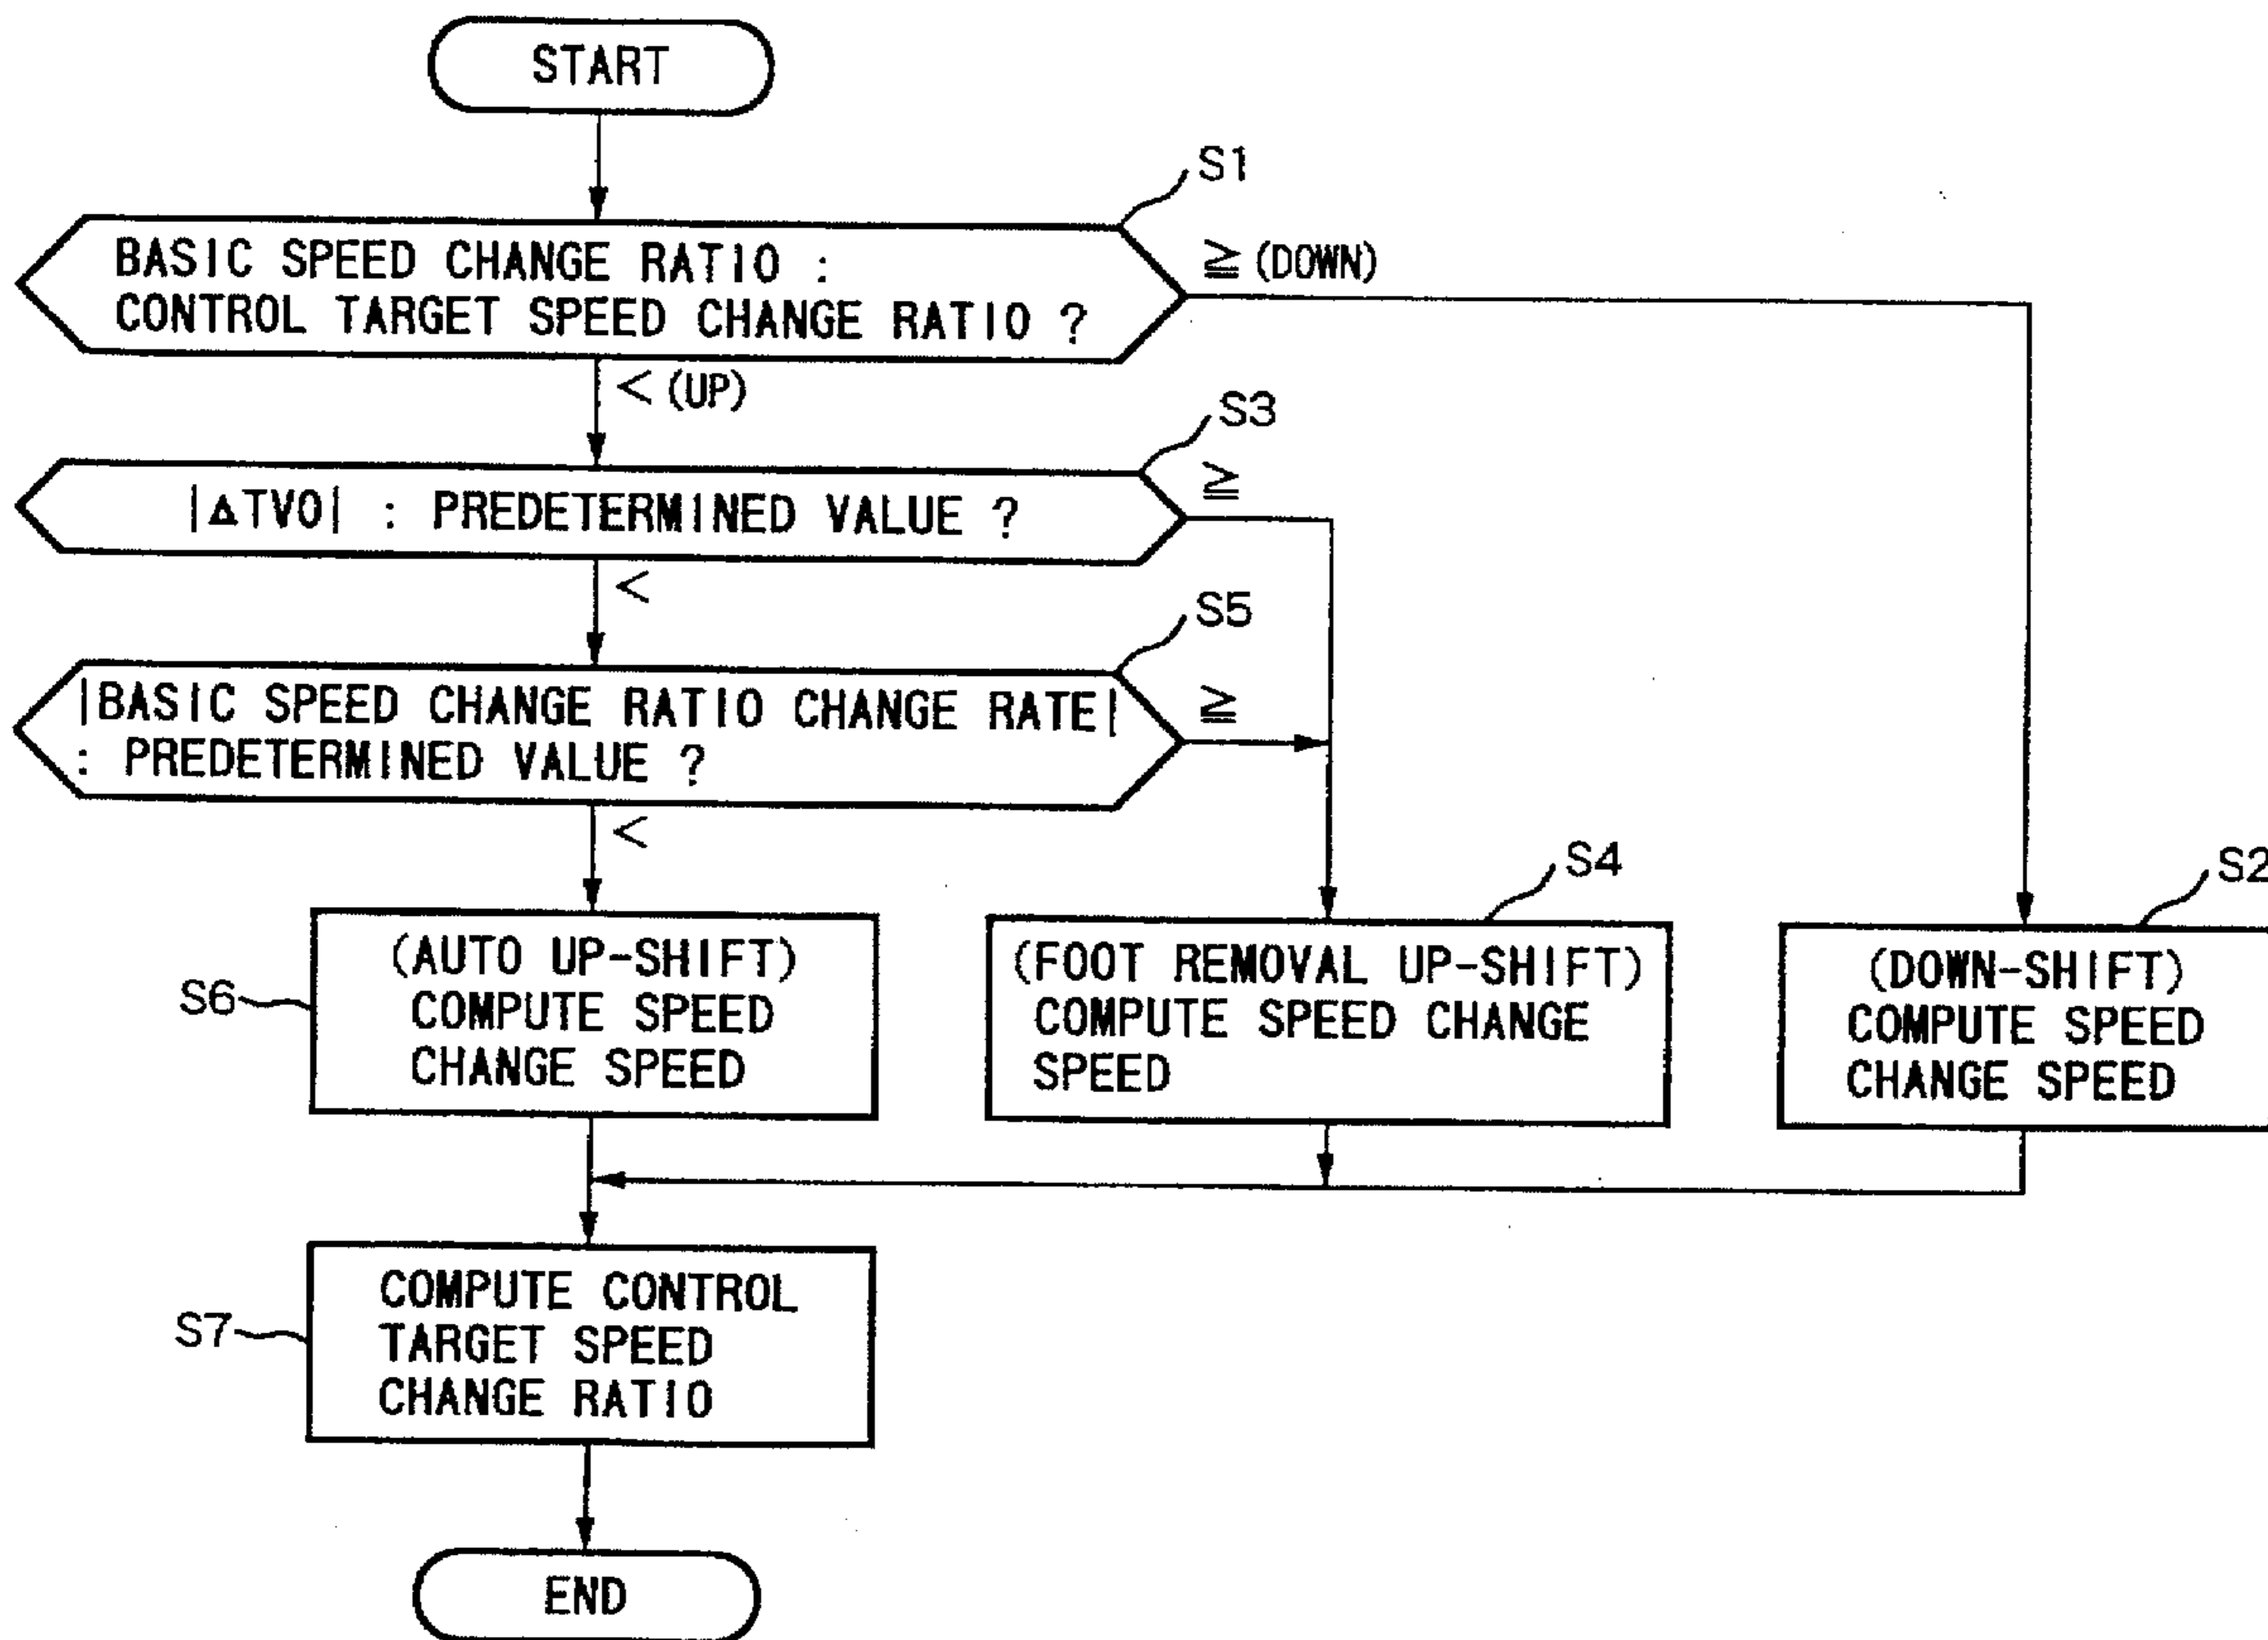 START
S1
BASIC SPEED CHANGE RATIO :
CONTROL TARGET SPEED CHANGE RATIO ?
≧ (DOWN)
< (UP)
S3
|ΔTVO| : PREDETERMINED VALUE ?
≧
<
S5
|BASIC SPEED CHANGE RATIO CHANGE RATE|
: PREDETERMINED VALUE ?
≧
<
S6
(AUTO UP-SHIFT)
COMPUTE SPEED
CHANGE SPEED
S4
(FOOT REMOVAL UP-SHIFT)
COMPUTE SPEED CHANGE
SPEED
S2
(DOWN-SHIFT)
COMPUTE SPEED
CHANGE SPEED
S7
COMPUTE CONTROL
TARGET SPEED
CHANGE RATIO
END